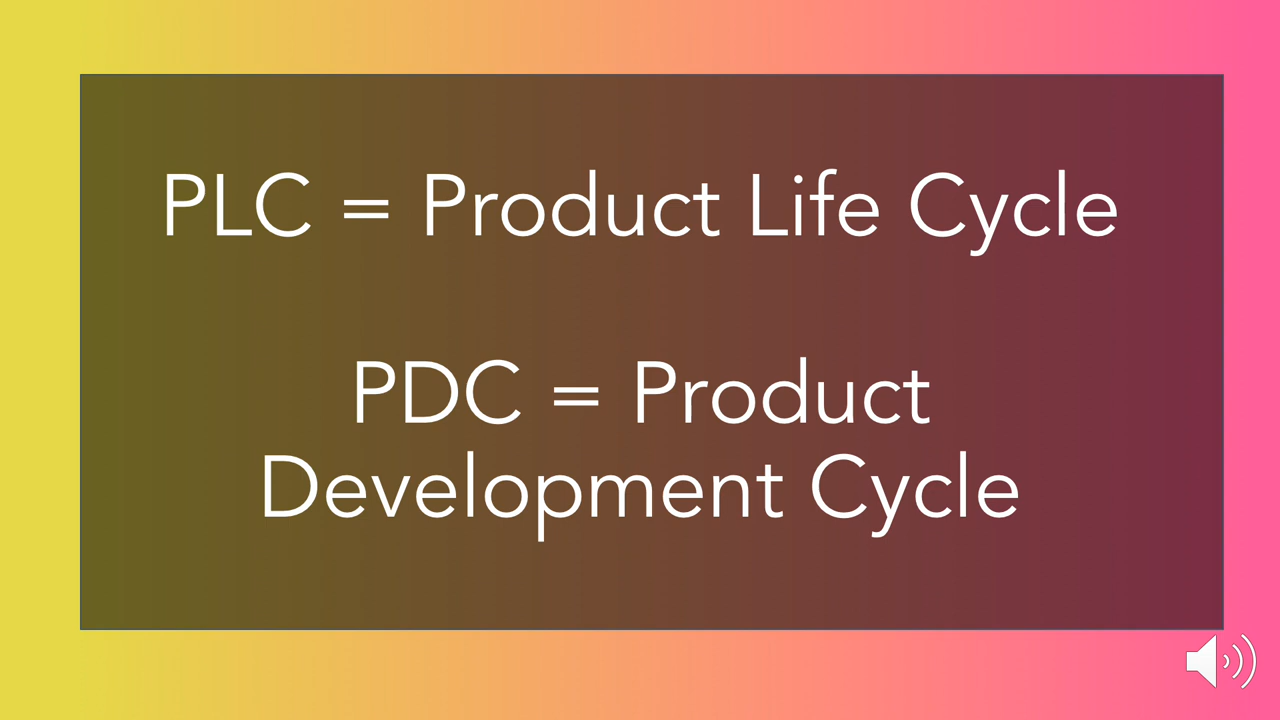 PLC = Product Life Cycle
PDC = Product
Development Cycle